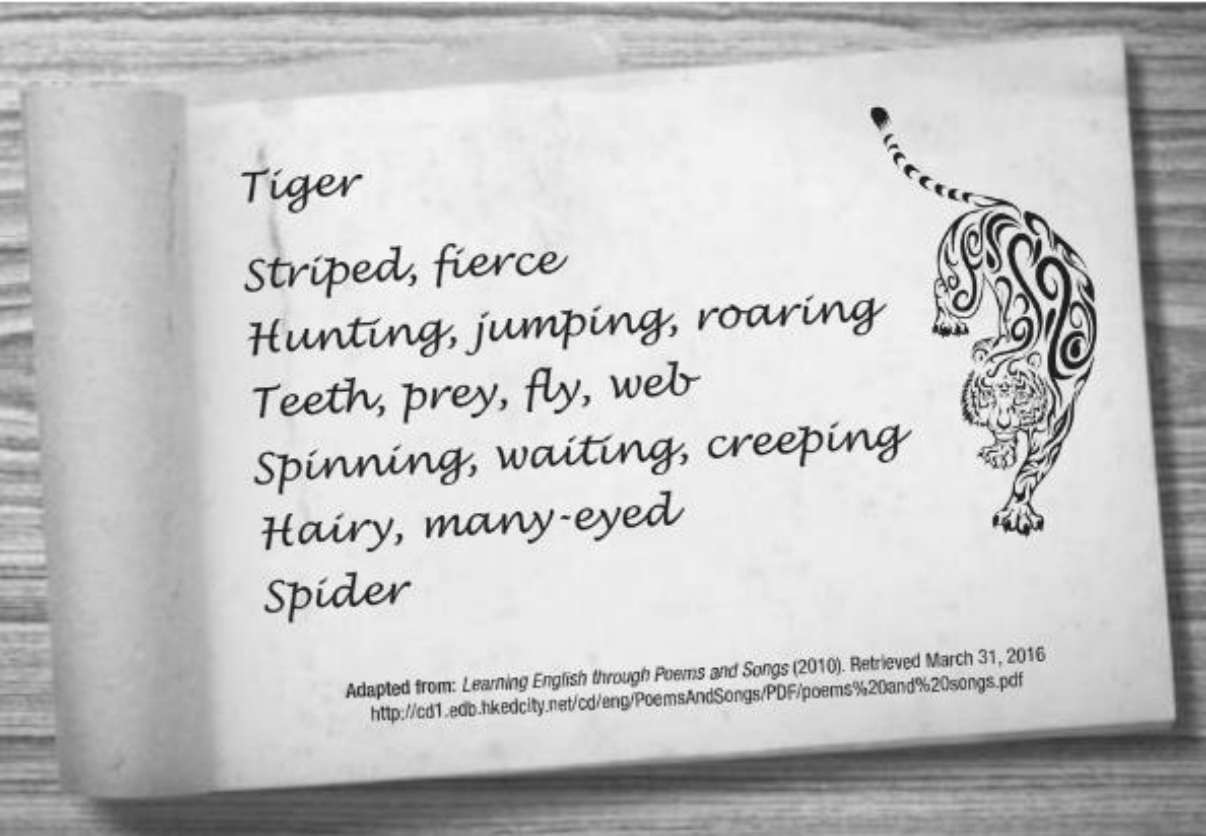 Tiger
Striped, fierce
Hunting, jumping, roaring
Teeth, prey, fly, web
Spinning, waiting, creeping
Hairy, many-eyed
Spider
Adapted from: Learning English through Poems and Songs (2010). Retrieved March 31, 2016
http://cd1.edb.hkedcity.net/cd/eng/PoemsAndSongs/PDF/poems%20and%20songs.pdf